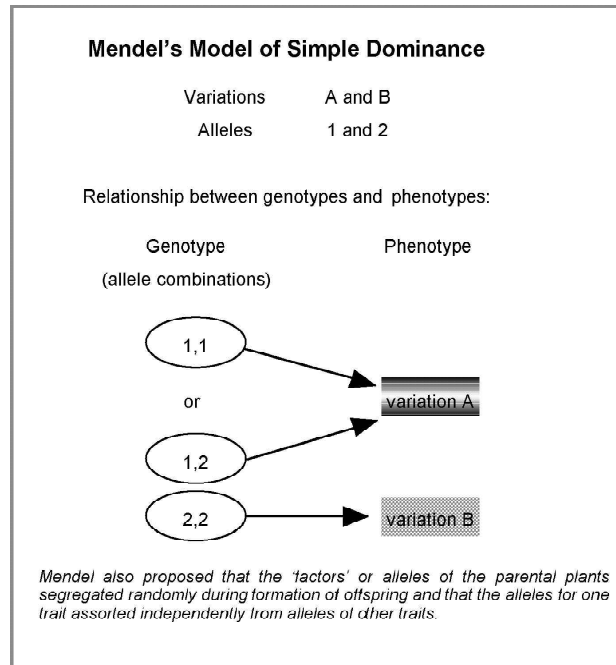 Mendel's Model of Simple Dominance
Variations A and B
Alleles 1 and 2
Relationship between genotypes and phenotypes:
Genotype Phenotype
(allele combinations)
1,1
or variation A
1,2
2,2 variation B
Mendel also proposed that the 'factors' or alleles of the parental plants
segregated randomly during formation of offspring and that the alleles for one
trait assorted independently from alleles of other traits.